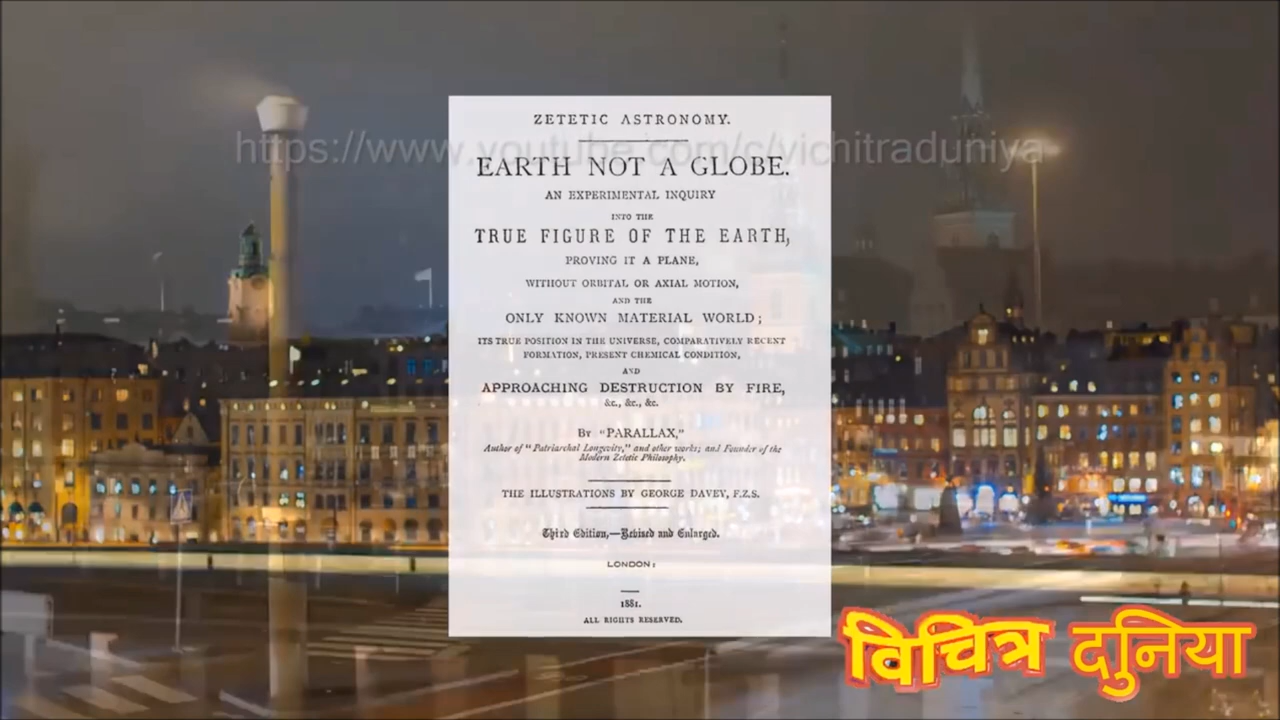 ZETETIC ASTRONOMY.
https://www.youtube.com/c/vichitraduniya
EARTH NOT A GLOBE.
AN EXPERIMENTAL INQUIRY
INTO THE
TRUE FIGURE OF THE EARTH,
PROVING IT A PLANE,
WITHOUT ORBITAL OR AXIAL MOTION,
AND THE
ONLY KNOWN MATERIAL WORLD;
ITS TRUE POSITION IN THE UNIVERSE, COMPARATIVELY RECENT
FORMATION, PRESENT CHEMICAL CONDITION,
AND
APPROACHING DESTRUCTION BY FIRE,
&c., &c., &c.
BY "PARALLAX,"
Author of "Patriarchal Longevity," and other works; and Founder of the
Modern Zetetic Philosophy.
THE ILLUSTRATIONS BY GEORGE DAVEY, F.Z.S.
Third Edition,—Revised and Enlarged.
LONDON:
1881.
ALL RIGHTS RESERVED.
विचित्र दुनिया